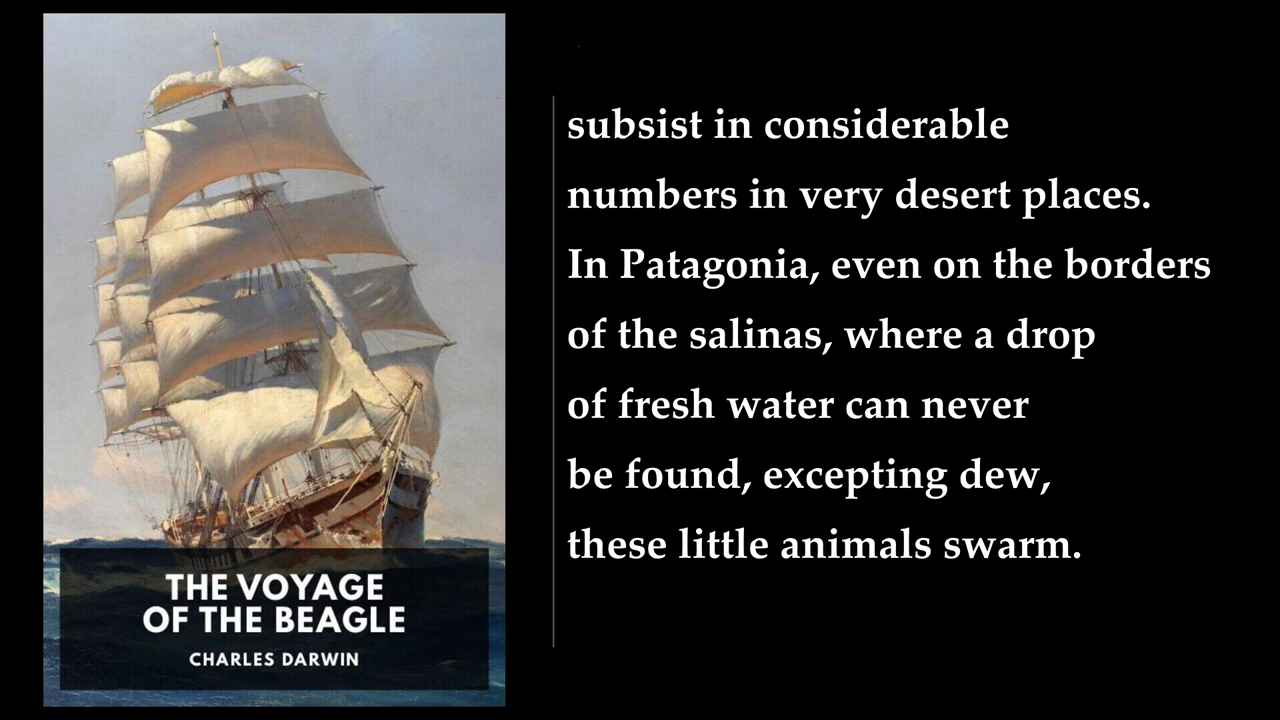 THE VOYAGE
OF THE BEAGLE
CHARLES DARWIN
subsist in considerable
numbers in very desert places.
In Patagonia, even on the borders
of the salinas, where a drop
of fresh water can never
be found, excepting dew,
these little animals swarm.